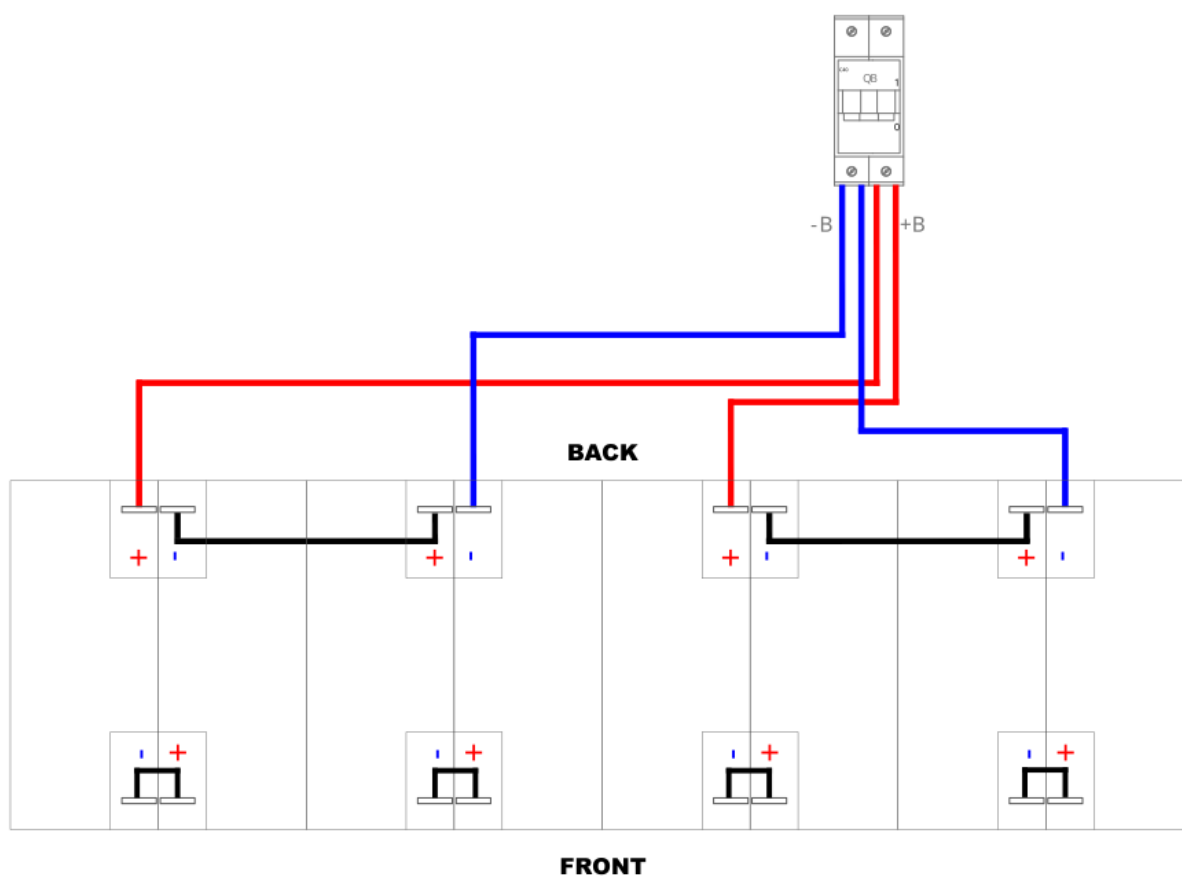 QB
1
0
-B
+B
BACK
+ - + - + - + -
- + - + - + - +
FRONT